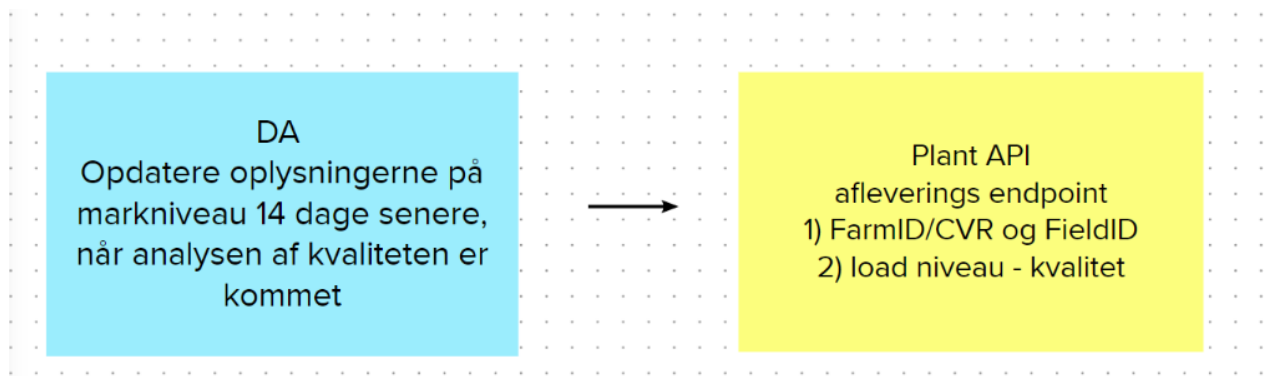 DA
Opdatere oplysningerne på
markniveau 14 dage senere,
når analysen af kvaliteten er
kommet
Plant API
afleverings endpoint
1) FarmID/CVR og FieldID
2) load niveau - kvalitet